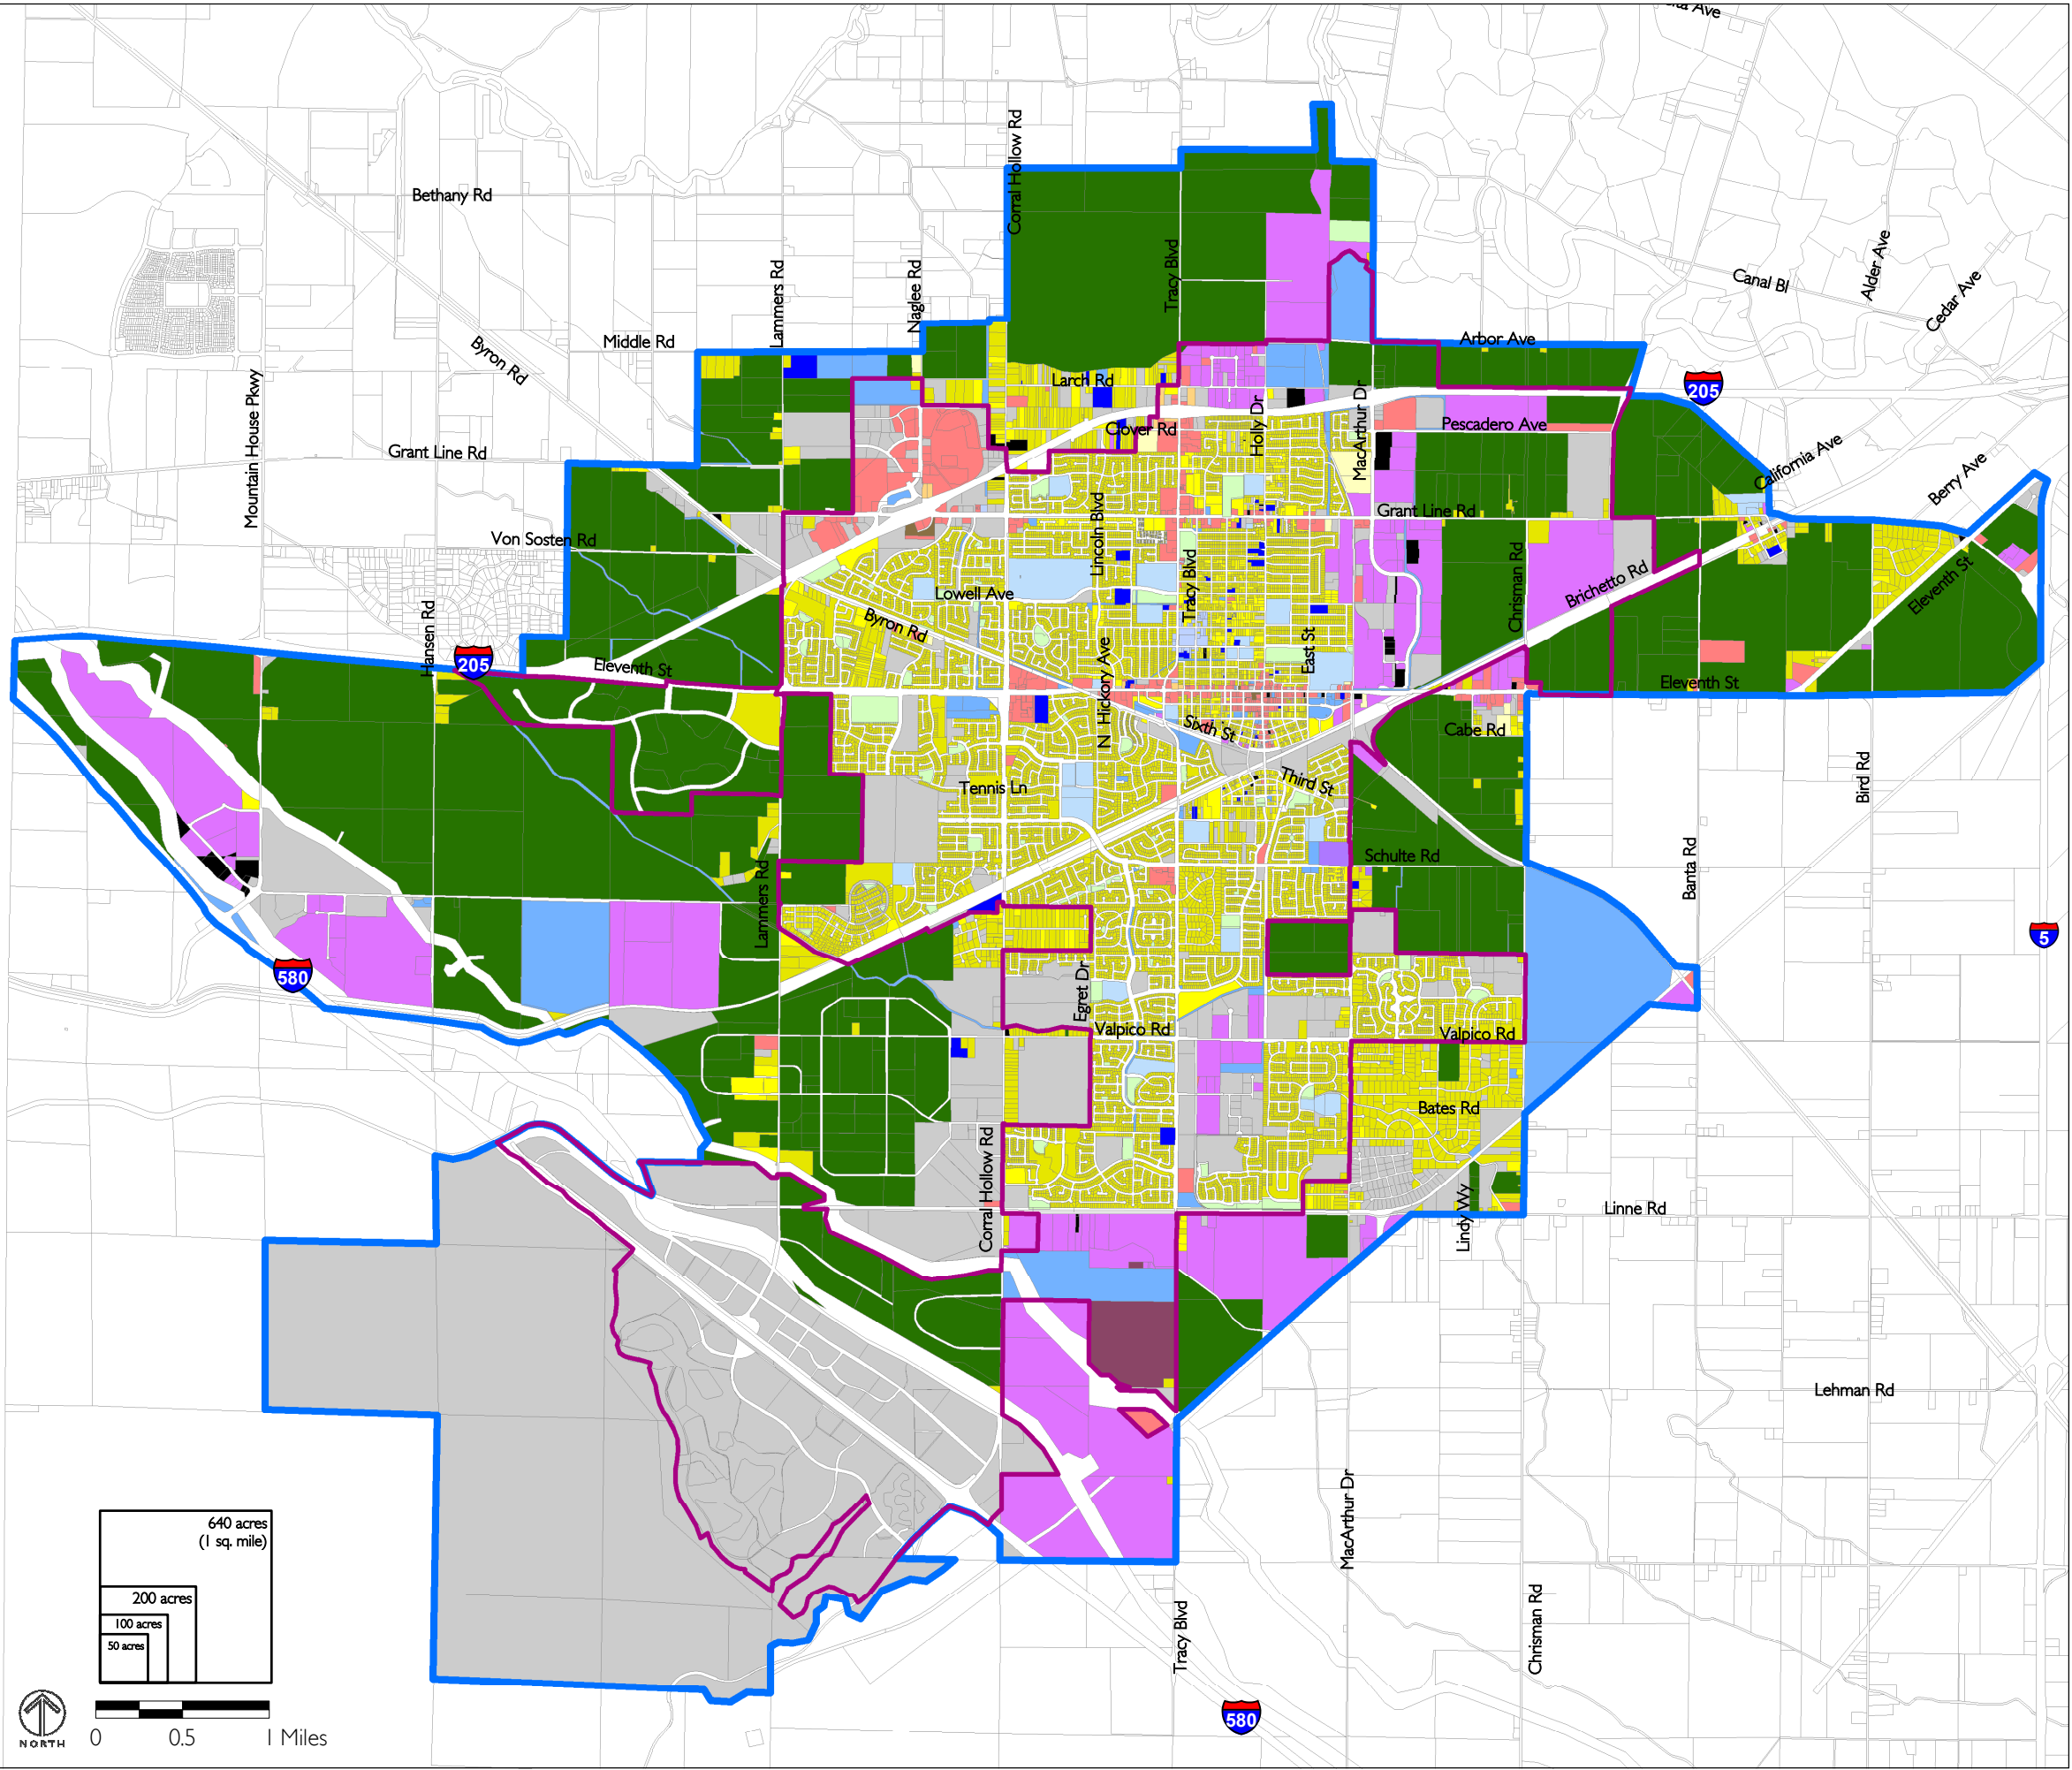 Corral Hollow Rd
Bethany Rd
Tracy Blvd
Lammers Rd
Naglee Rd
Canal Bl
Alder Ave
Cedar Ave
Middle Rd
Byron Rd
Arbor Ave
Larch Rd
205
Mountain House Pkwy
Grant Line Rd
Clover Rd
Holly Dr
MacArthur Dr
Pescadero Ave
California Ave
Berry Ave
Von Sosten Rd
Lincoln Blvd
Grant Line Rd
Tracy Blvd
Chrisman Rd
Brichetto Rd
Eleventh St
Lowell Ave
Byron Rd
Hansen Rd
205
Eleventh St
N Hickory Ave
East St
Eleventh St
Sixth St
Cabe Rd
Third St
Tennis Ln
Bird Rd
Schulte Rd
Banta Rd
Lammers Rd
5
580
Egret Dr
Valpico Rd
Valpico Rd
Bates Rd
Corral Hollow Rd
Lindy Wy
Linne Rd
Lehman Rd
MacArthur Dr
640 acres
(1 sq. mile)
200 acres
100 acres
50 acres
Tracy Blvd
Chrisman Rd
580
NORTH
0 0.5 1 Miles